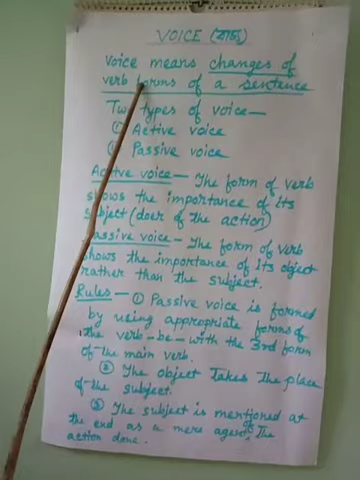 VOICE (বাচ্য)
Voice means changes of
verb forms of a sentence
Two types of voice—
① Active voice
② Passive voice
Active voice— The form of verb
shows the importance of its
subject (doer of the action)
Passive voice— The form of verb
shows the importance of its object
rather than the subject.
Rules— ① Passive voice is formed
by using appropriate forms of
the verb-be-with the 3rd form
of the main verb.
② The object takes the place
of the subject.
③ The subject is mentioned at
the end as a mere agent of the
action done.